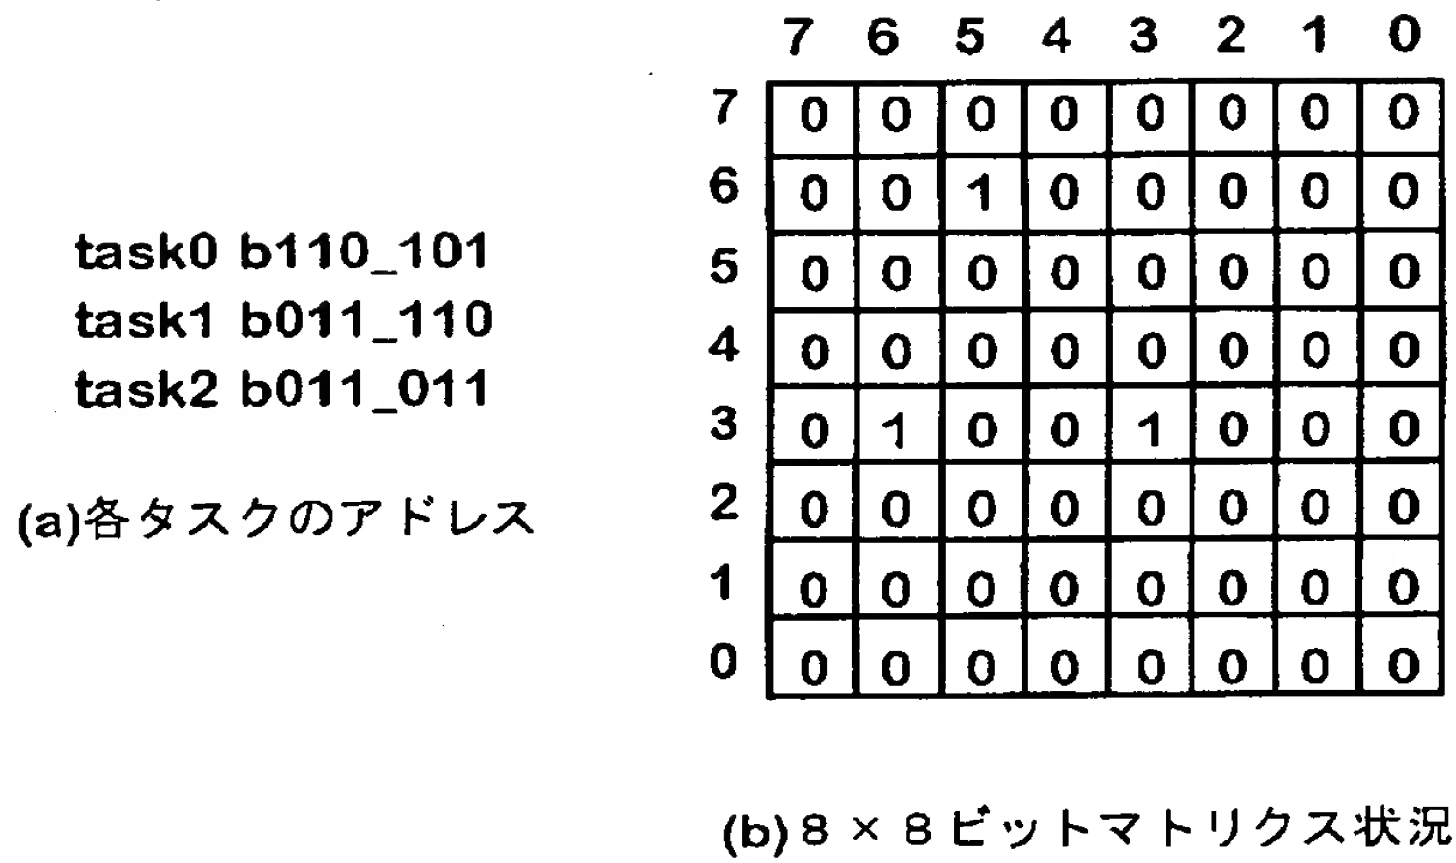 task0 b110_101
task1 b011_110
task2 b011_011
(a)各タスクのアドレス
7 6 5 4 3 2 1 0
7 0 0 0 0 0 0 0 0
6 0 0 1 0 0 0 0 0
5 0 0 0 0 0 0 0 0
4 0 0 0 0 0 0 0 0
3 0 1 0 0 1 0 0 0
2 0 0 0 0 0 0 0 0
1 0 0 0 0 0 0 0 0
0 0 0 0 0 0 0 0 0
(b)8×8ビットマトリクス状況